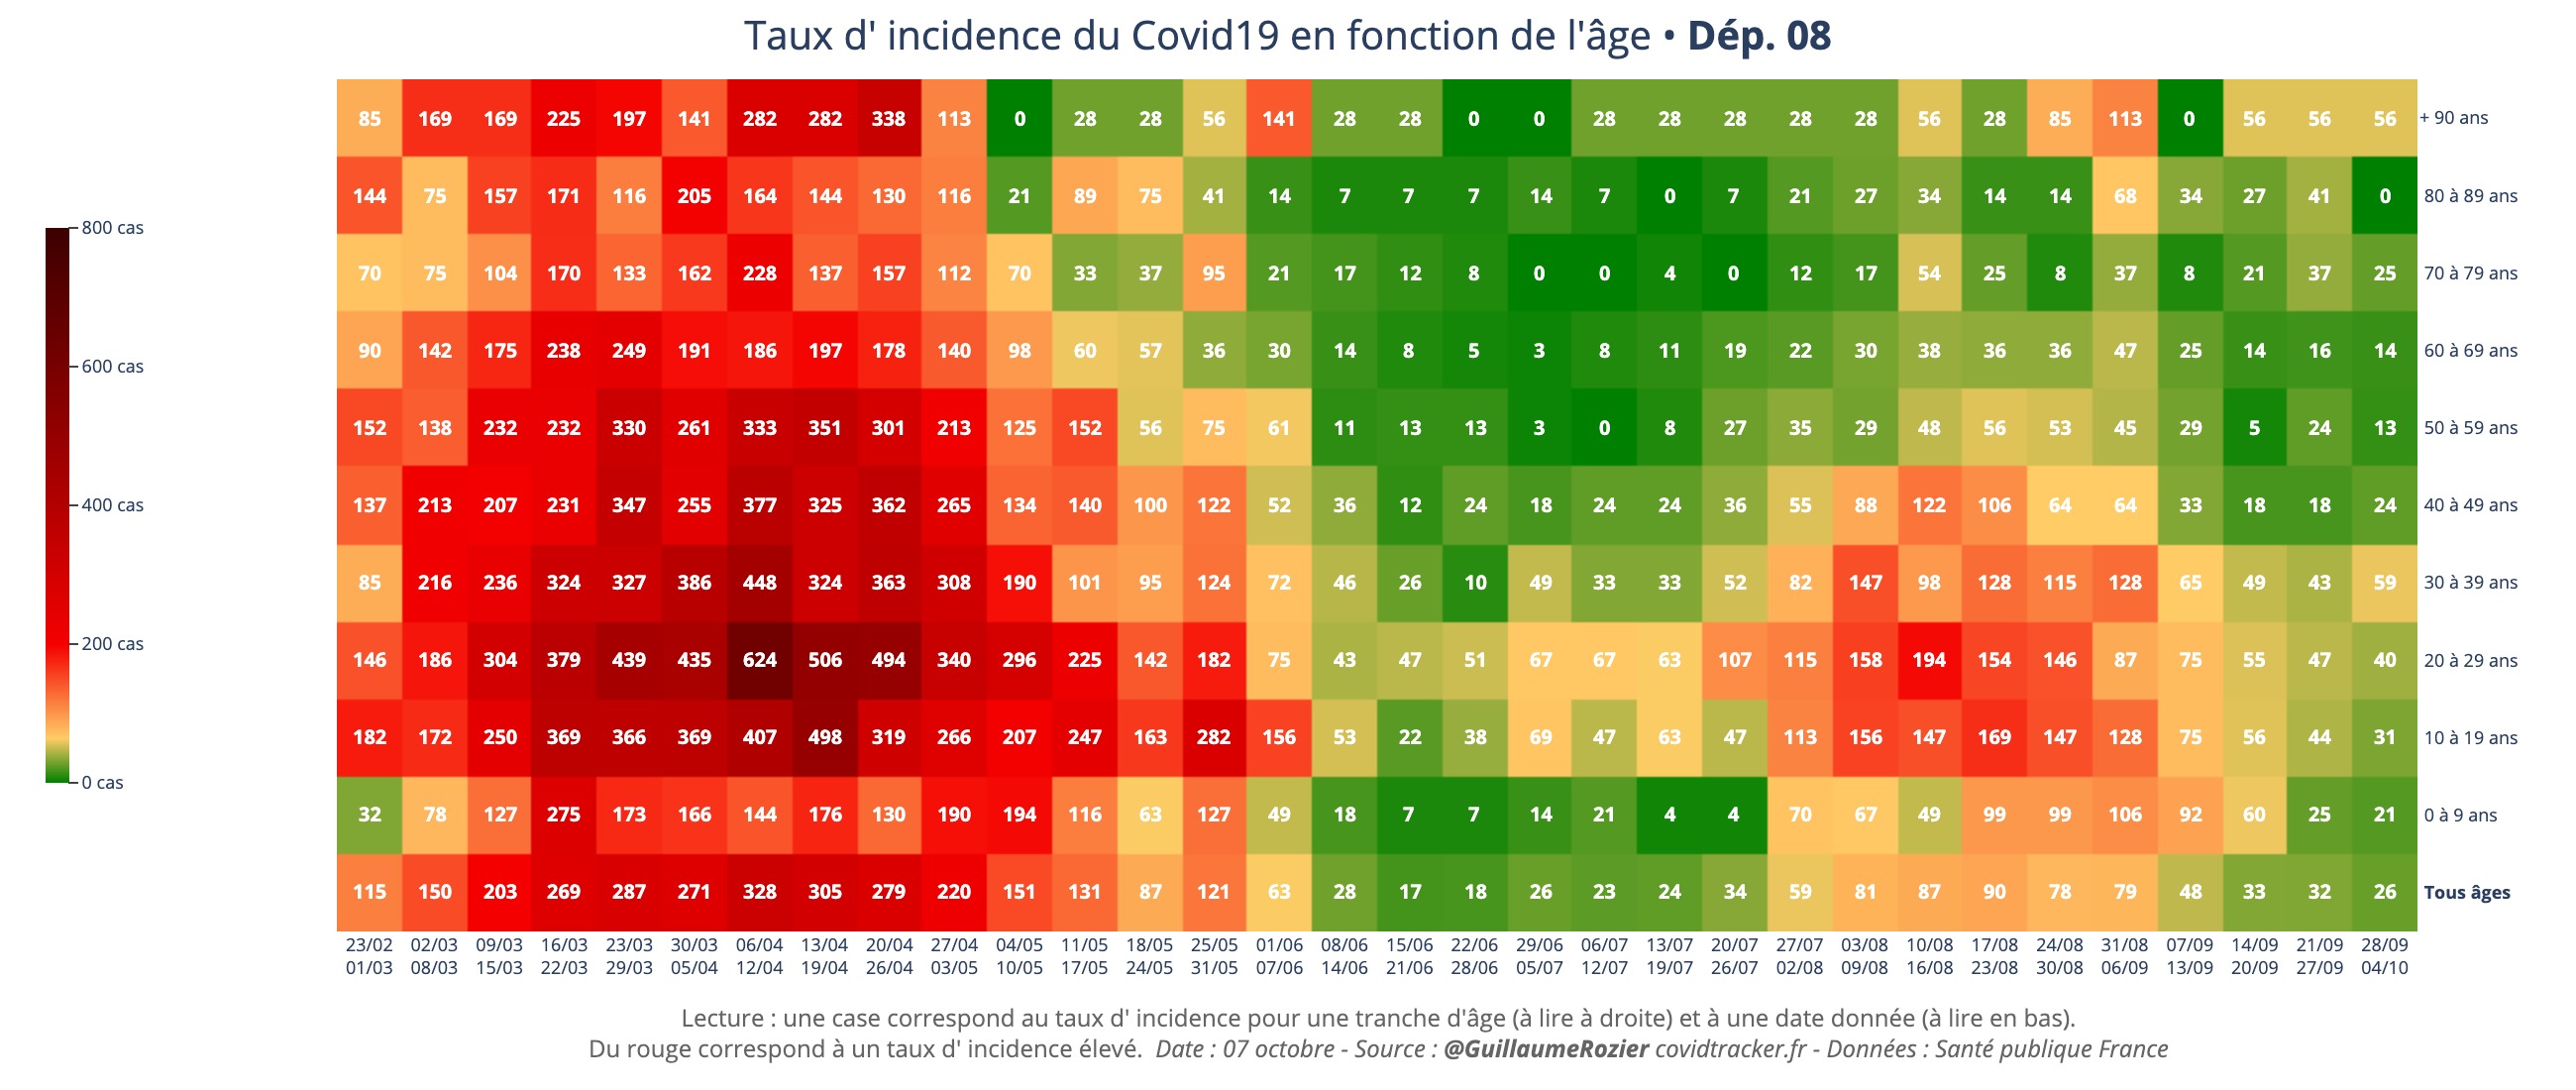 Taux d' incidence du Covid19 en fonction de l'âge • Dép. 08
85 169 169 225 197 141 282 282 338 113 0 28 28 56 141 28 28 0 0 28 28 28 28 28 56 28 85 113 0 56 56 56 + 90 ans
144 75 157 171 116 205 164 144 130 116 21 89 75 41 14 7 7 7 14 7 0 7 21 27 34 14 14 68 34 27 41 0 80 à 89 ans
70 75 104 170 133 162 228 137 157 112 70 33 37 95 21 17 12 8 0 0 4 0 12 17 54 25 8 37 8 21 37 25 70 à 79 ans
90 142 175 238 249 191 186 197 178 140 98 60 57 36 30 14 8 5 3 8 11 19 22 30 38 36 36 47 25 14 16 14 60 à 69 ans
152 138 232 232 330 261 333 351 301 213 125 152 56 75 61 11 13 13 3 0 8 27 35 29 48 56 53 45 29 5 24 13 50 à 59 ans
137 213 207 231 347 255 377 325 362 265 134 140 100 122 52 36 12 24 18 24 24 36 55 88 122 106 64 64 33 18 18 24 40 à 49 ans
85 216 236 324 327 386 448 324 363 308 190 101 95 124 72 46 26 10 49 33 33 52 82 147 98 128 115 128 65 49 43 59 30 à 39 ans
146 186 304 379 439 435 624 506 494 340 296 225 142 182 75 43 47 51 67 67 63 107 115 158 194 154 146 87 75 55 47 40 20 à 29 ans
182 172 250 369 366 369 407 498 319 266 207 247 163 282 156 53 22 38 69 47 63 47 113 156 147 169 147 128 75 56 44 31 10 à 19 ans
32 78 127 275 173 166 144 176 130 190 194 116 63 127 49 18 7 7 14 21 4 4 70 67 49 99 99 106 92 60 25 21 0 à 9 ans
115 150 203 269 287 271 328 305 279 220 151 131 87 121 63 28 17 18 26 23 24 34 59 81 87 90 78 79 48 33 32 26 Tous âges
23/02 02/03 09/03 16/03 23/03 30/03 06/04 13/04 20/04 27/04 04/05 11/05 18/05 25/05 01/06 08/06 15/06 22/06 29/06 06/07 13/07 20/07 27/07 03/08 10/08 17/08 24/08 31/08 07/09 14/09 21/09 28/09
01/03 08/03 15/03 22/03 29/03 05/04 12/04 19/04 26/04 03/05 10/05 17/05 24/05 31/05 07/06 14/06 21/06 28/06 05/07 12/07 19/07 26/07 02/08 09/08 16/08 23/08 30/08 06/09 13/09 20/09 27/09 04/10
800 cas
600 cas
400 cas
200 cas
0 cas
Lecture : une case correspond au taux d' incidence pour une tranche d'âge (à lire à droite) et à une date donnée (à lire en bas).
Du rouge correspond à un taux d' incidence élevé. Date : 07 octobre - Source : @GuillaumeRozier covidtracker.fr - Données : Santé publique France